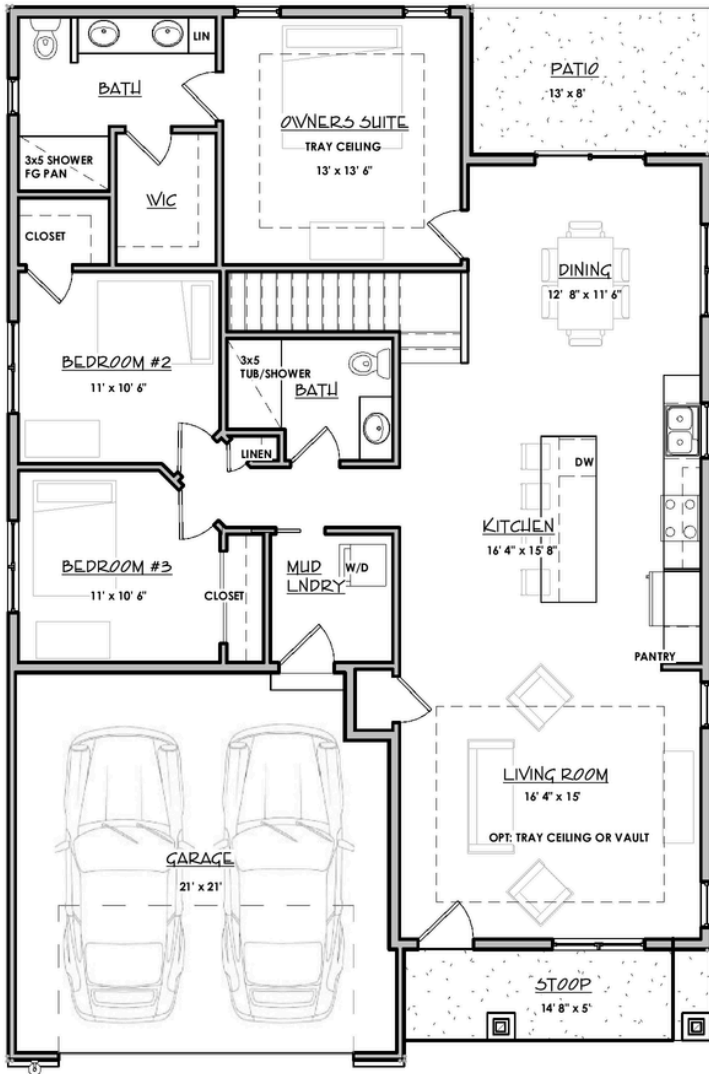 LIN
BATH
PATIO
13' x 8'
OWNERS SUITE
TRAY CEILING
13' x 13' 6"
3x5 SHOWER
FG PAN
WIC
CLOSET
DINING
12' 8" x 11' 6"
BEDROOM #2
11' x 10' 6"
3x5
TUB/SHOWER
BATH
LINEN
DW
KITCHEN
16' 4" x 15' 8"
BEDROOM #3
11' x 10' 6"
CLOSET
MUD
LNDRY
W/D
PANTRY
LIVING ROOM
16' 4" x 15'
OPT: TRAY CEILING OR VAULT
GARAGE
21' x 21'
STOOP
14' 8" x 5'